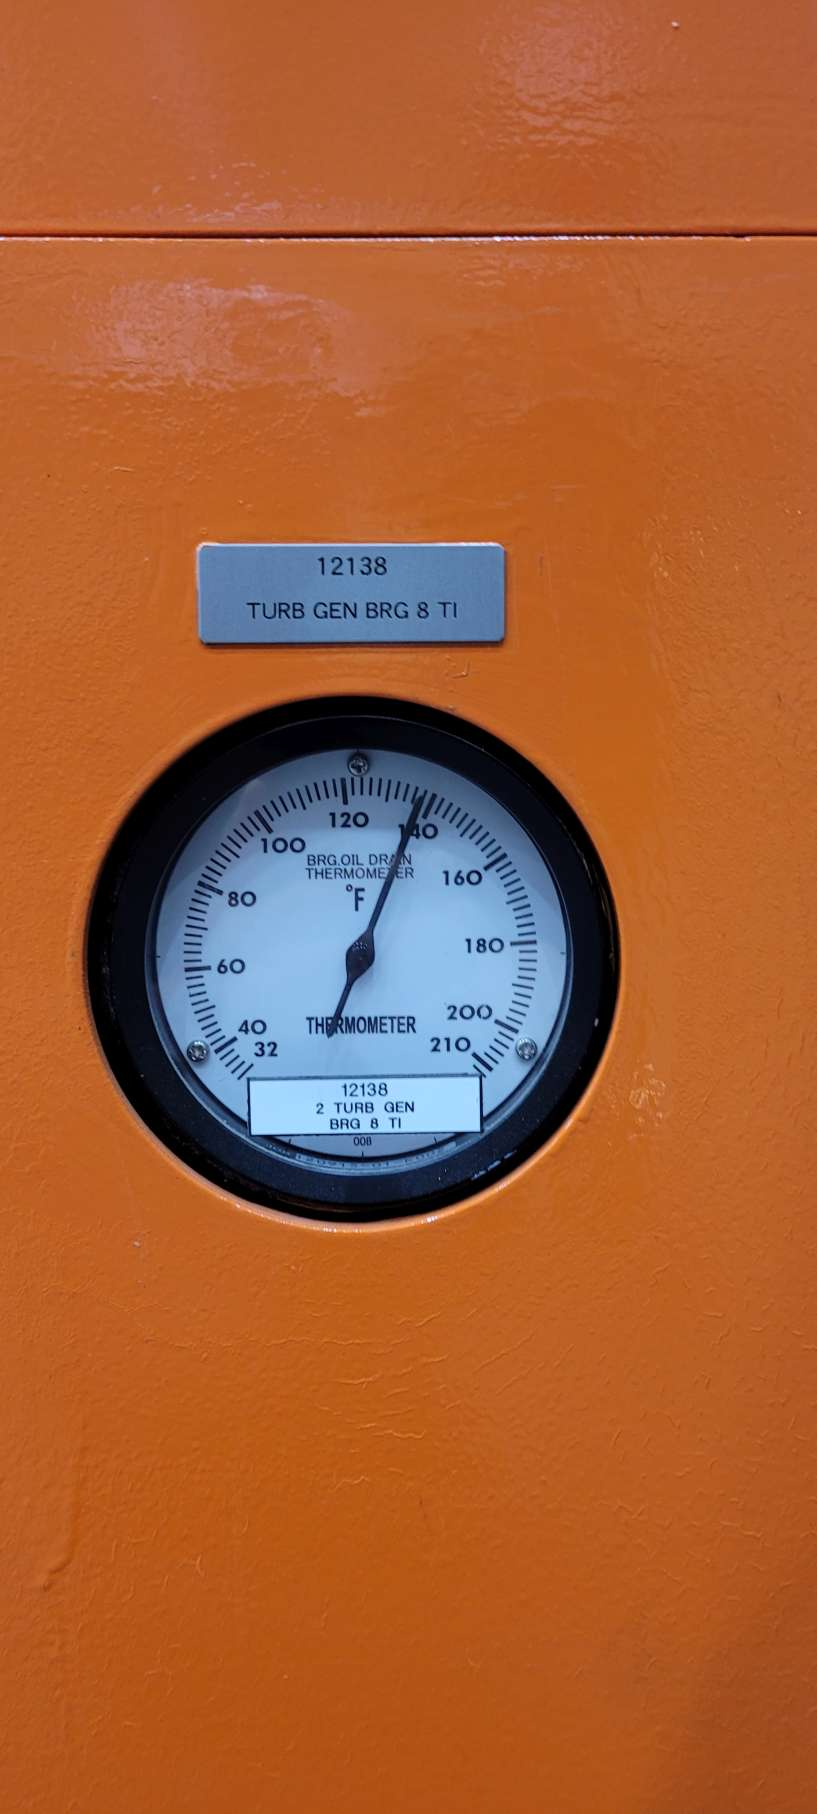 12138
TURB GEN BRG 8 TI
120
140
100
BRG.OIL DRAIN
THERMOMETER
160
°F
80
180
60
200
40
THERMOMETER
32
210
12138
2 TURB GEN
BRG 8 TI
008